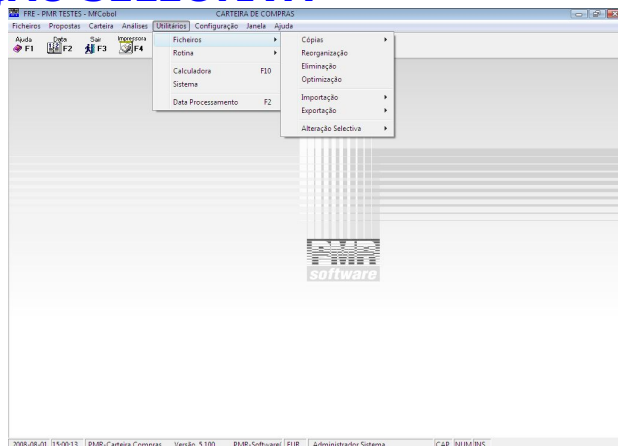 FRE - PMR TESTES - MFCobol CARTEIRA DE COMPRAS
Ficheiros Propostas Carteira Análises Utilitários Configuração Janela Ajuda
Ajuda Data Sair Impressora
F1 F2 F3 F4
Ficheiros
Rotina
Calculadora F10
Sistema
Data Processamento F2
Cópias
Reorganização
Eliminação
Optimização
Importação
Exportação
Alteração Selectiva
PMR
software
2008-08-01 15:00:13 PMR-Carteira Compras Versão 5.100 PMR-Software( EUR Administrador Sistema CAP NUM INS